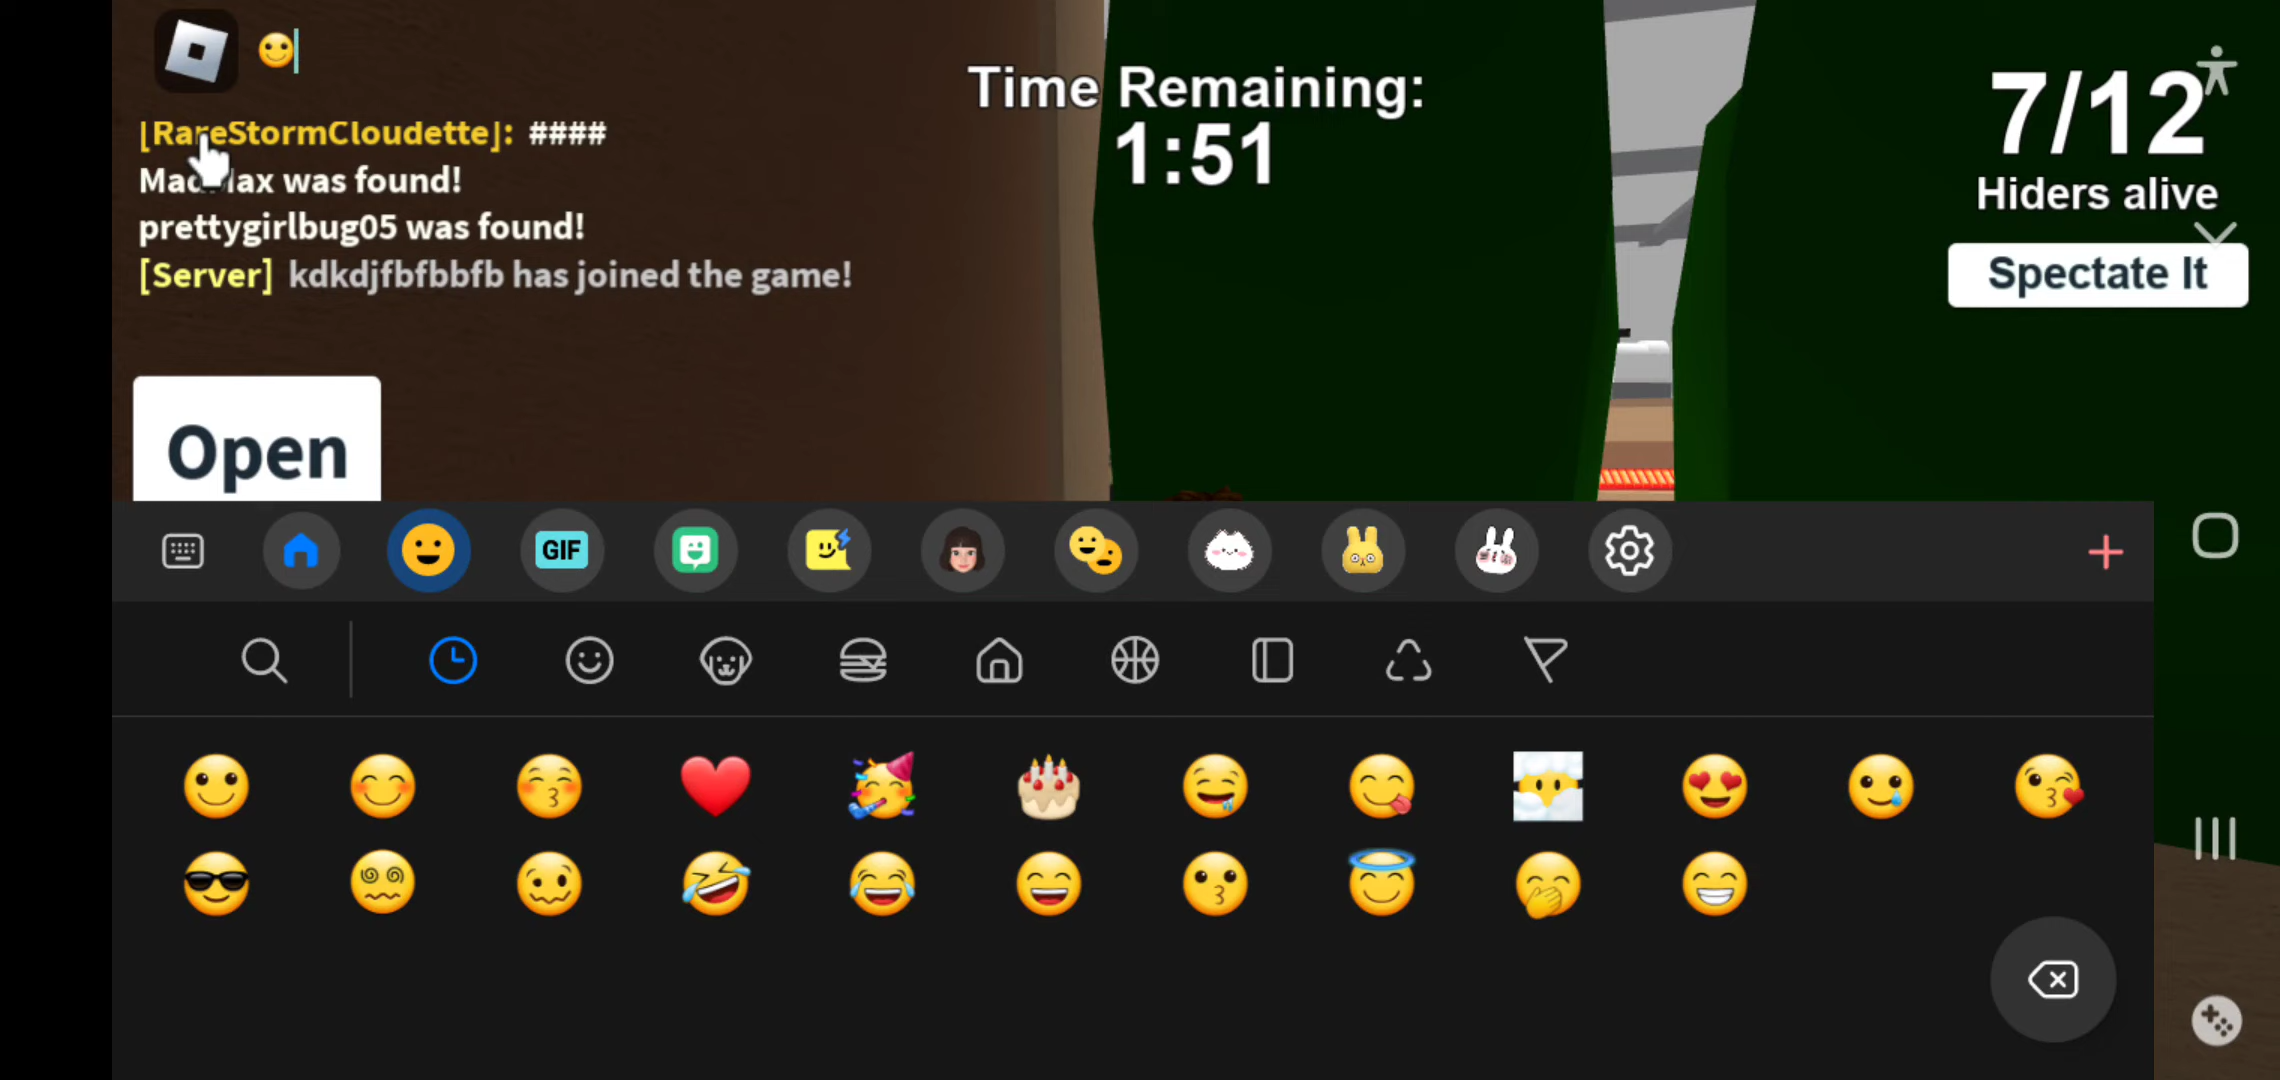 Time Remaining:
1:51
7/12
Hiders alive
Spectate It
[RareStormCloudette]: ####
was found!
prettygirlbug05 was found!
[Server] kdkdjfbfbbfb has joined the game!
Open
GIF